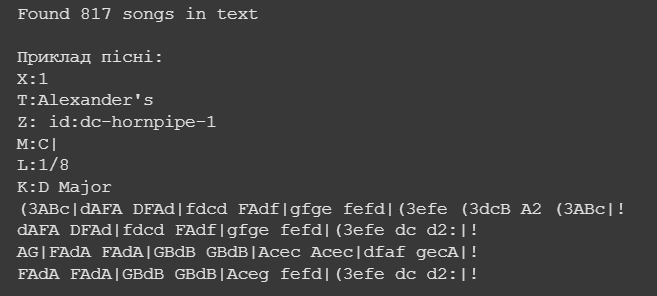 Found 817 songs in text
Приклад пісні:
X:1
T:Alexander's
Z: id:dc-hornpipe-1
M:C|
L:1/8
K:D Major
(3ABc|dAFA DFAd|fdcd FAdf|gfge fefd|(3efe (3dcB A2 (3ABc|!
dAFA DFAd|fdcd FAdf|gfge fefd|(3efe dc d2:|!
AG|FAdA FAdA|GBdB GBdB|Acec Acec|dfaf gecA|!
FAdA FAdA|GBdB GBdB|Aceg fefd|(3efe dc d2:|!